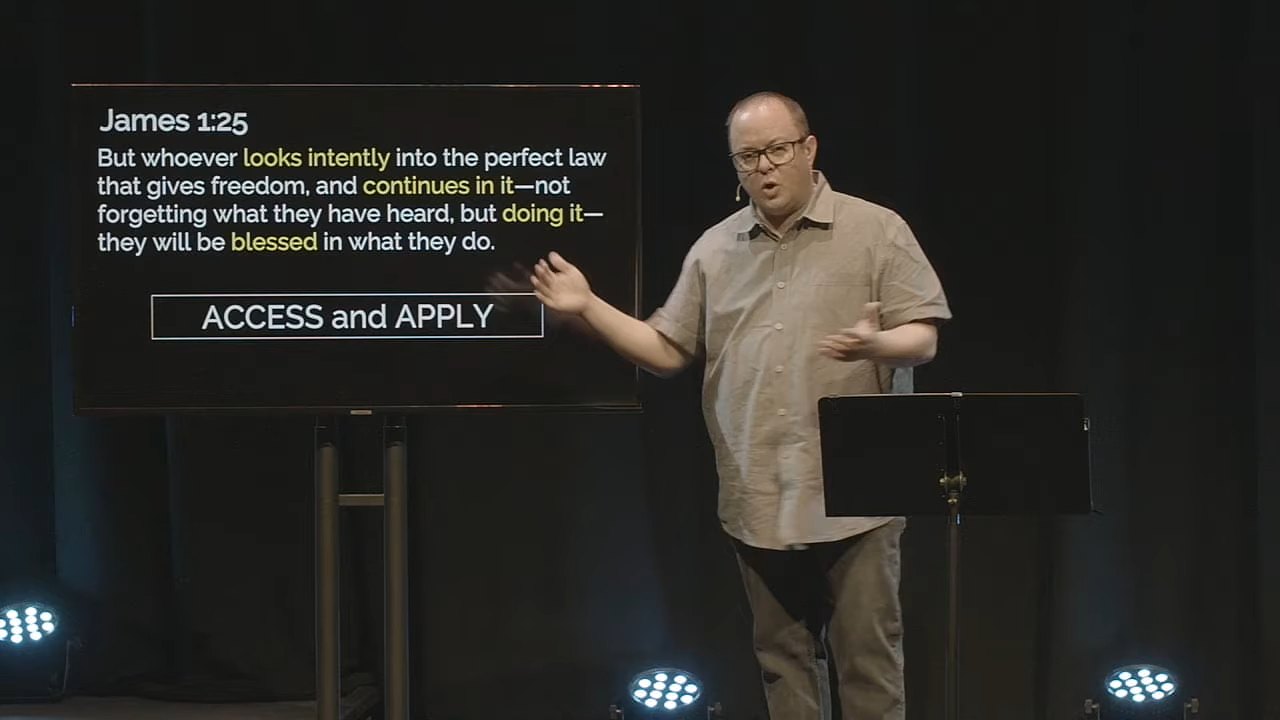 James 1:25
But whoever looks intently into the perfect law
that gives freedom, and continues in it—not
forgetting what they have heard, but doing it—
they will be blessed in what they do.
ACCESS and APPLY